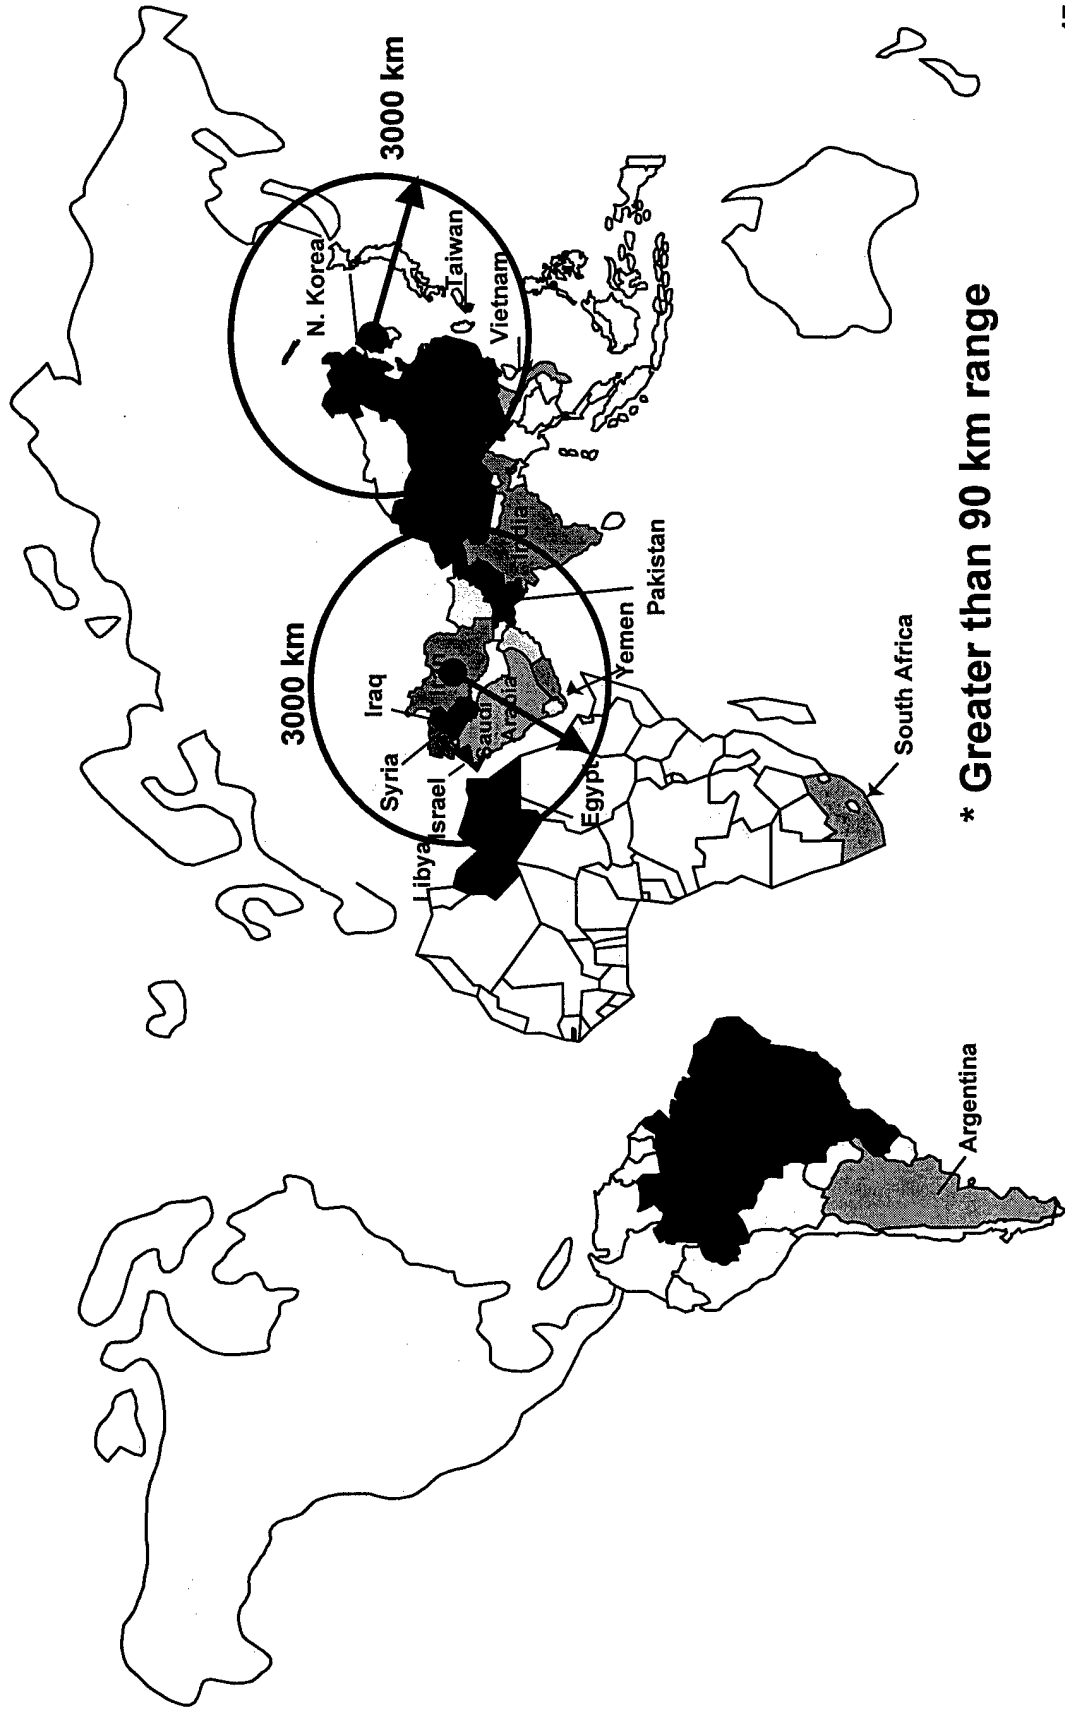 3000 km
N. Korea
Taiwan
Vietnam
3000 km
Iraq
Syria
Israel
Libya
Iran
Saudi
Arabia
India
Egypt
Yemen
Pakistan
South Africa
Argentina
* Greater than 90 km range